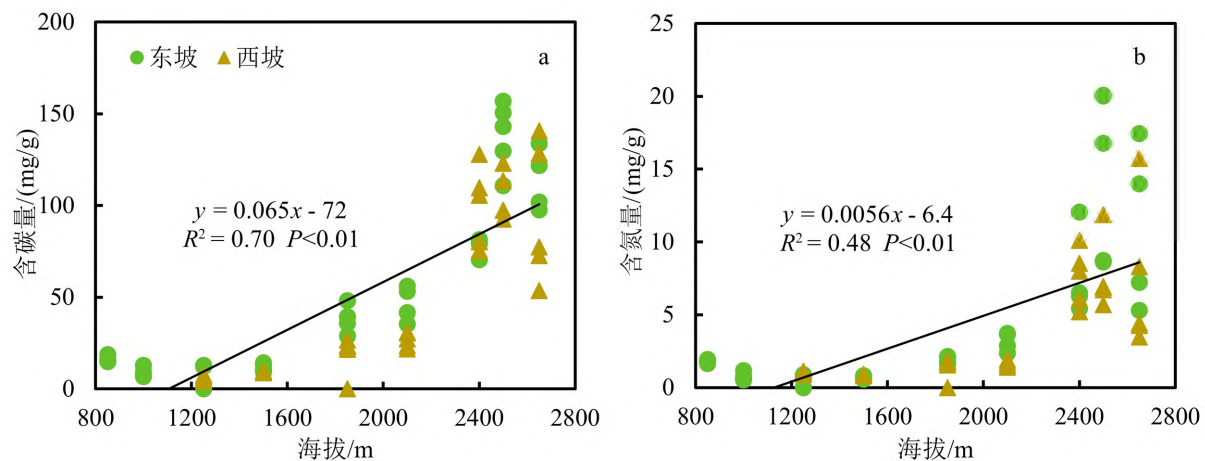 200
150
100
50
0
含碳量/(mg/g)
东坡 西坡
a
y = 0.065x - 72
R² = 0.70 P<0.01
800 1200 1600 2000 2400 2800
海拔/m
25
20
15
10
5
0
含氮量/(mg/g)
b
y = 0.0056x - 6.4
R² = 0.48 P<0.01
800 1200 1600 2000 2400 2800
海拔/m